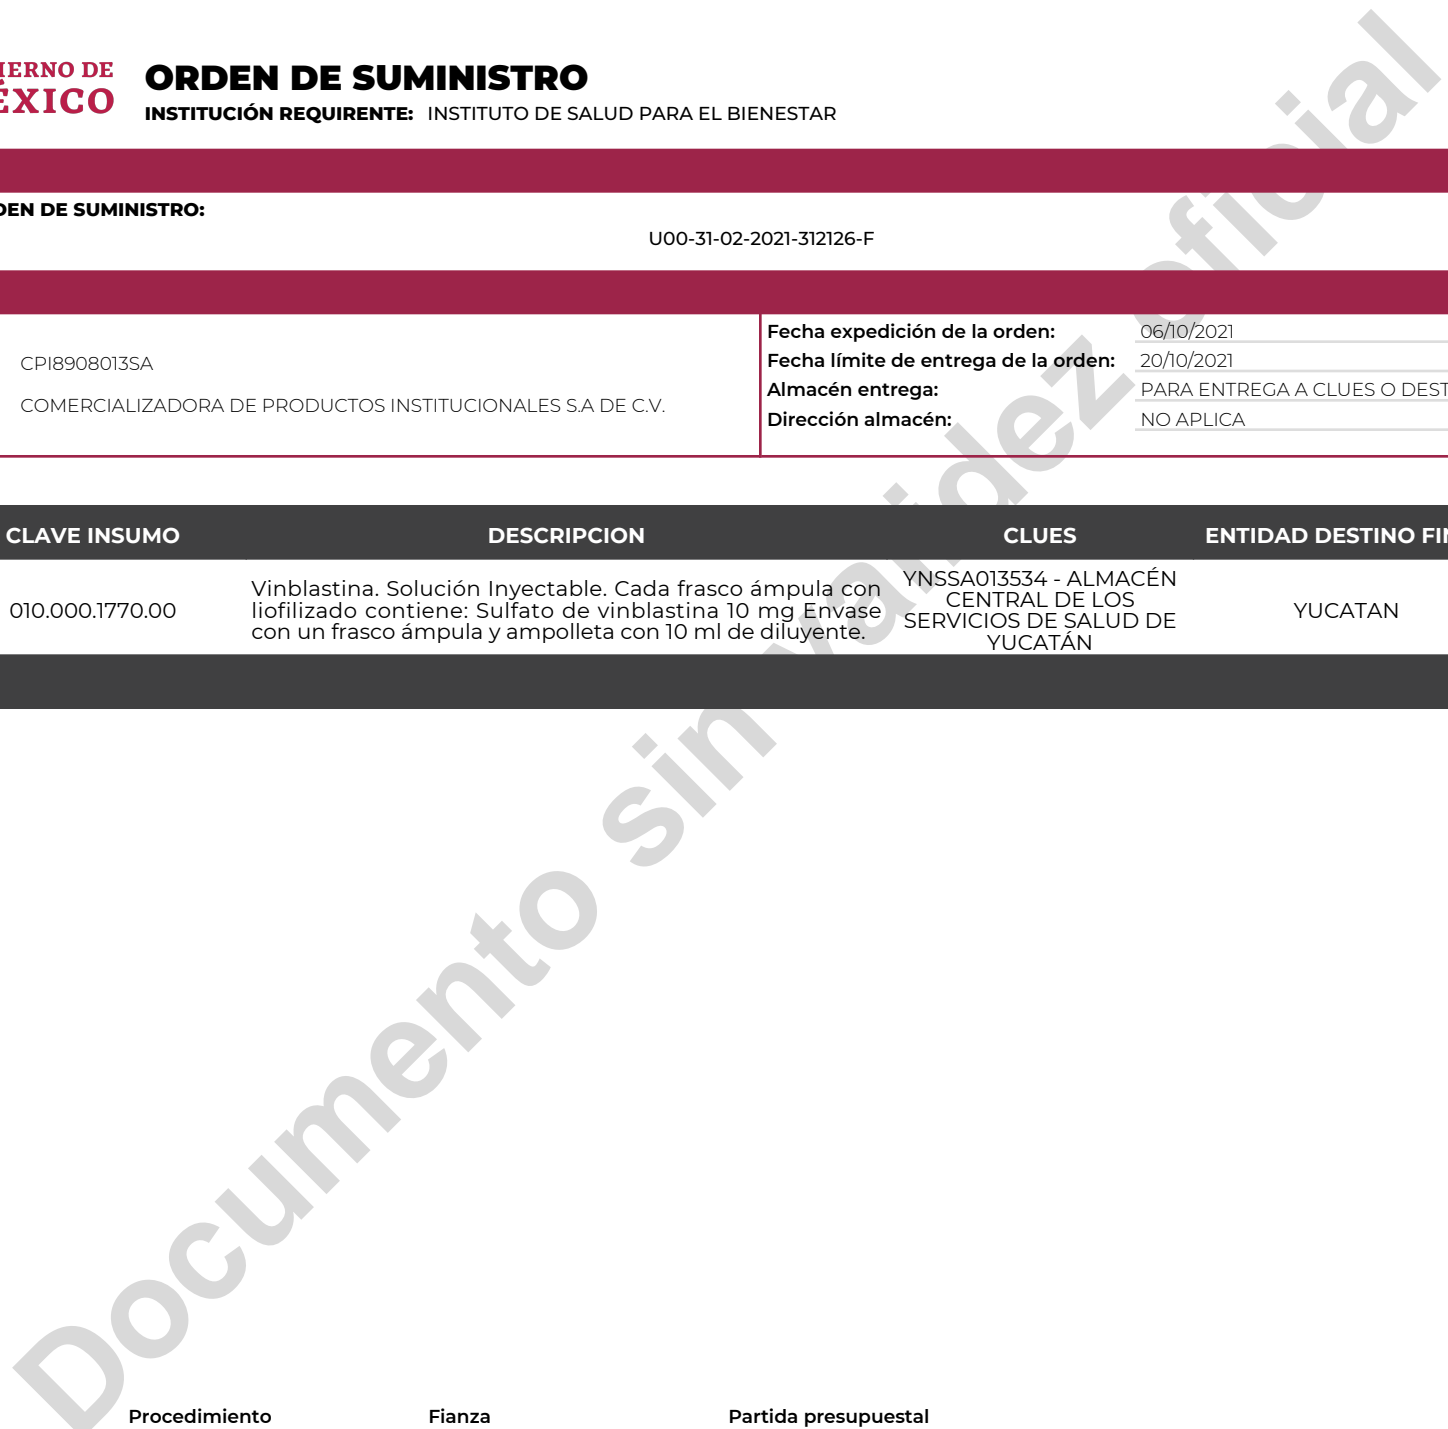 IERNO DE
ÉXICO
ORDEN DE SUMINISTRO
INSTITUCIÓN REQUIRENTE: INSTITUTO DE SALUD PARA EL BIENESTAR
DEN DE SUMINISTRO:
U00-31-02-2021-312126-F
CPI8908013SA
COMERCIALIZADORA DE PRODUCTOS INSTITUCIONALES S.A DE C.V.
Fecha expedición de la orden: 06/10/2021
Fecha límite de entrega de la orden: 20/10/2021
Almacén entrega: PARA ENTREGA A CLUES O DEST
Dirección almacén: NO APLICA
CLAVE INSUMO DESCRIPCION CLUES ENTIDAD DESTINO FIN
010.000.1770.00
Vinblastina. Solución Inyectable. Cada frasco ámpula con
liofilizado contiene: Sulfato de vinblastina 10 mg Envase
con un frasco ámpula y ampolleta con 10 ml de diluyente.
YNSSA013534 - ALMACÉN
CENTRAL DE LOS
SERVICIOS DE SALUD DE
YUCATÁN
YUCATAN
Documento sin validez oficial
Procedimiento Fianza Partida presupuestal